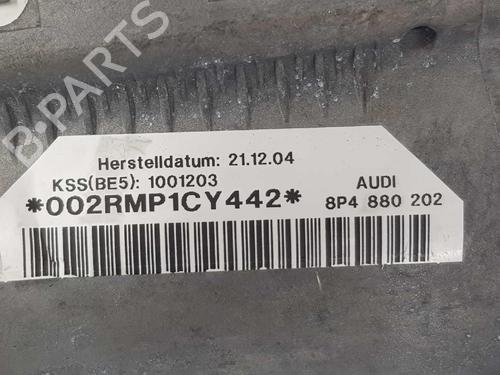 B-PARTS
Herstelldatum: 21.12.04
KSS(BE5): 1001203
AUDI
*002RMP1CY442*
8P4 880 202